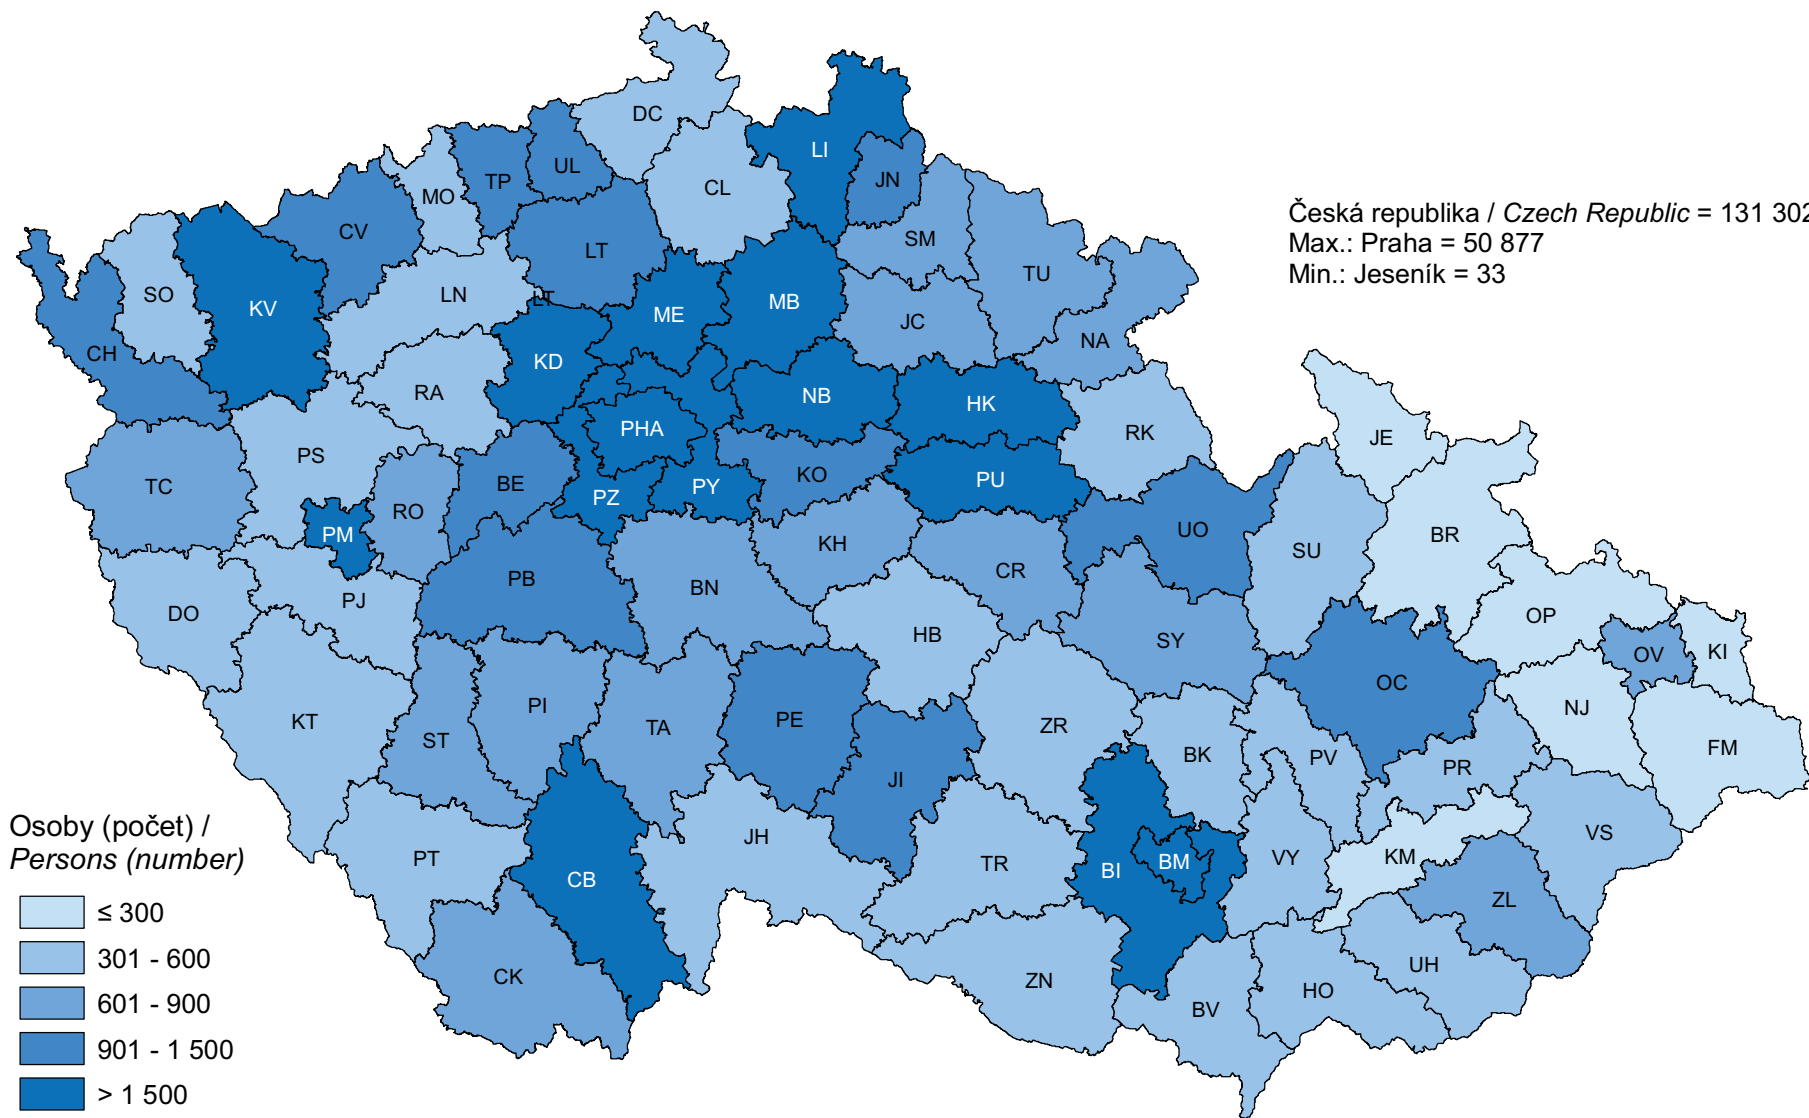 DC
LI
UL
TP
JN
CL
MO
Česká republika / Czech Republic = 131 302
CV
SM
Max.: Praha = 50 877
LT
TU
Min.: Jeseník = 33
SO
LN
LT
KV
ME
MB
JC
NA
CH
KD
RA
NB
HK
PHA
RK
JE
PS
KO
TC
BE
PZ
PY
PU
RO
PM
KH
UO
SU
BR
PB
BN
CR
DO
PJ
HB
SY
OP
OV
KI
OC
KT
ST
PI
TA
PE
ZR
NJ
BK
PV
FM
JI
PR
Osoby (počet) /
Persons (number)
PT
JH
TR
BI
BM
VY
KM
VS
CB
ZL
≤ 300
301 - 600
CK
ZN
UH
HO
BV
601 - 900
901 - 1 500
> 1 500